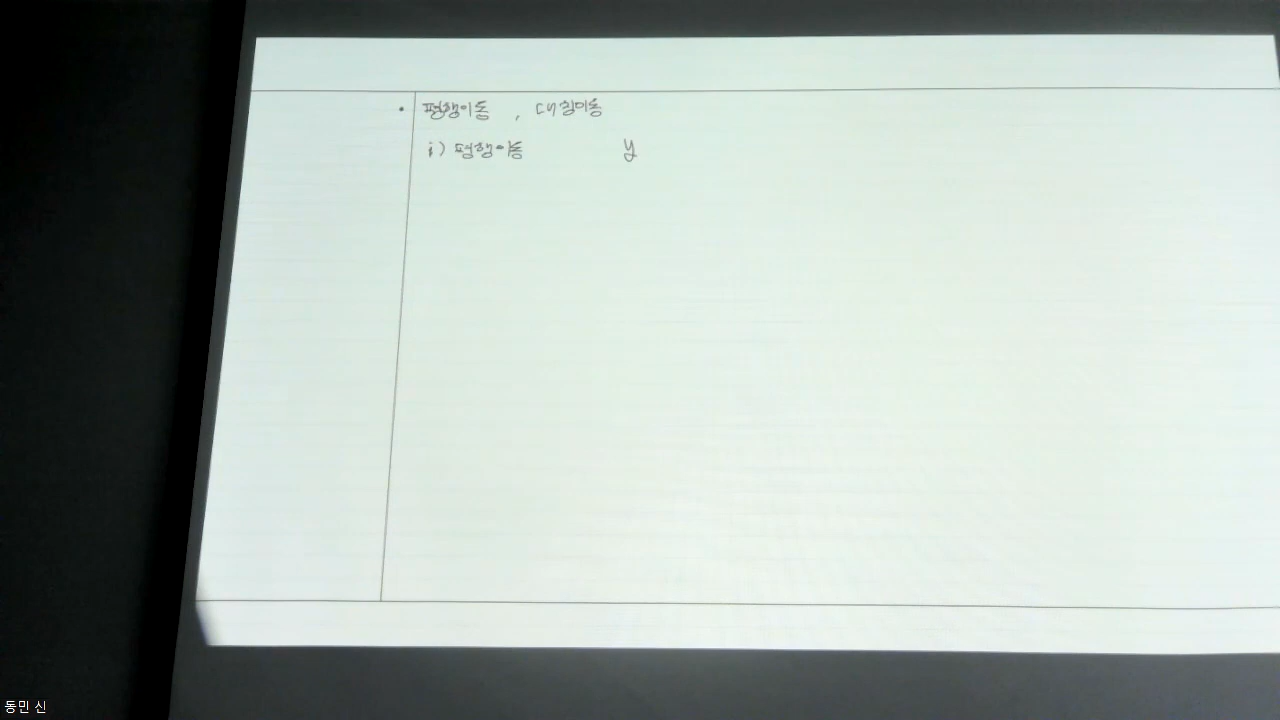 • 평행이동 , 대칭이동
i) 평행이동 y
동민 신